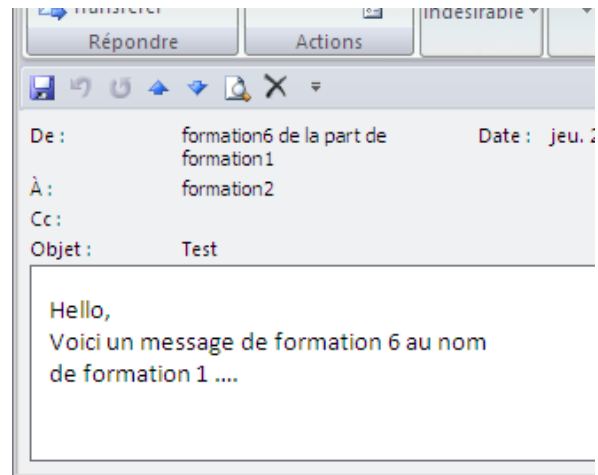 Transférer
indésirable
Répondre Actions
De : formation6 de la part de Date : jeu. 2
formation1
À : formation2
Cc :
Objet : Test
Hello,
Voici un message de formation 6 au nom
de formation 1 ....